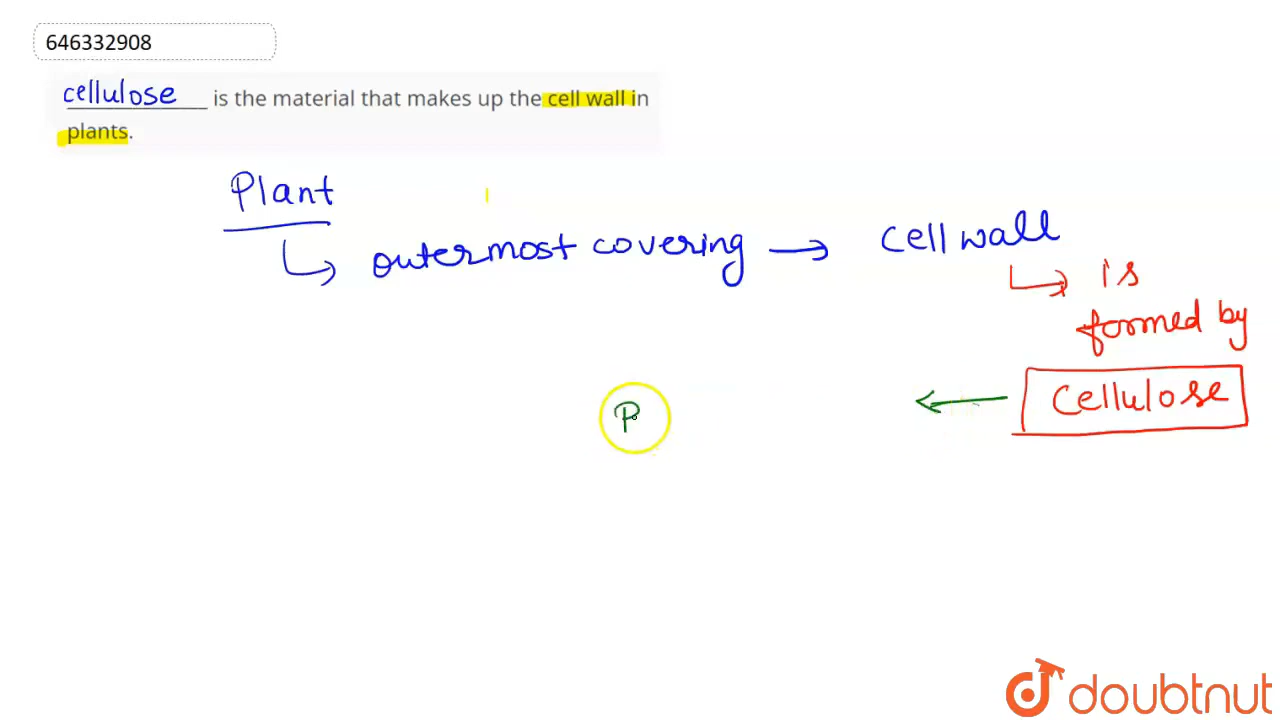 646332908
cellulose is the material that makes up the cell wall in
plants.
Plant
outermost covering → cell wall
is
formed by
cellulose
P
doubtnut